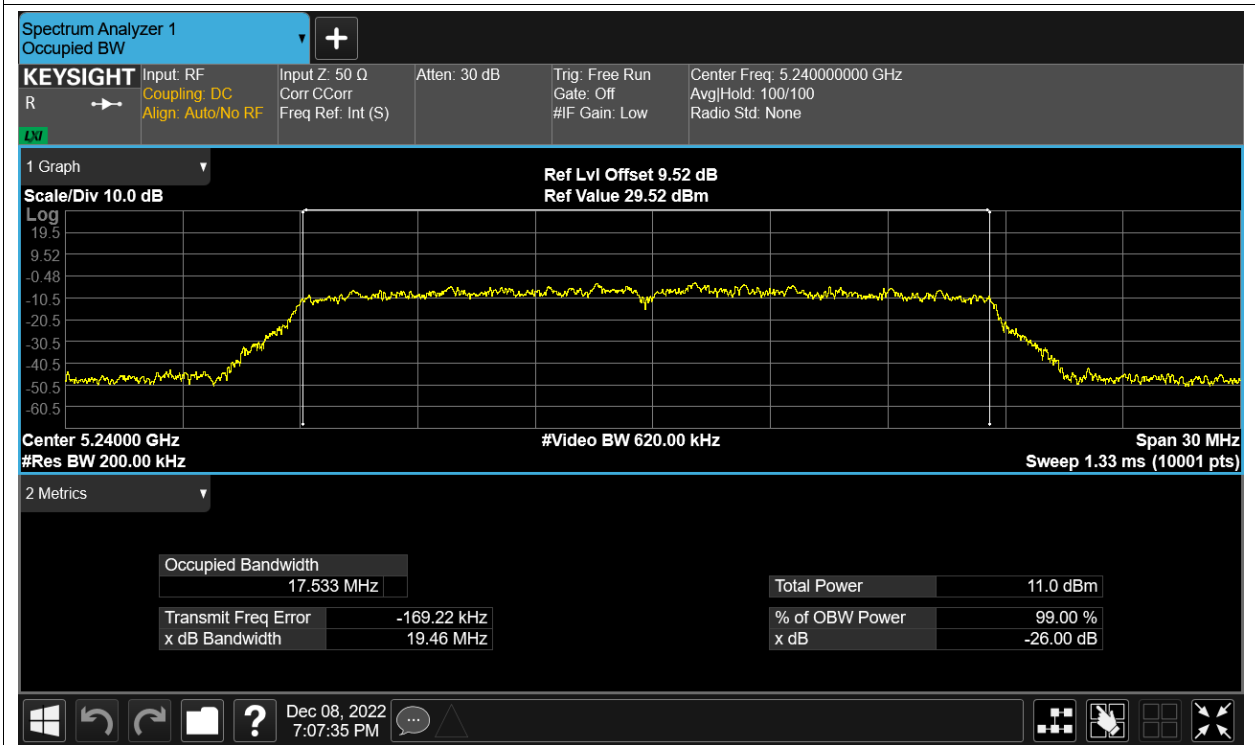 Spectrum Analyzer 1
Occupied BW
KEYSIGHT
R
LXI
Input: RF
Coupling: DC
Align: Auto/No RF
Input Z: 50 Ω
Corr CCorr
Freq Ref: Int (S)
Atten: 30 dB
Trig: Free Run
Gate: Off
#IF Gain: Low
Center Freq: 5.240000000 GHz
Avg|Hold: 100/100
Radio Std: None
1 Graph
Scale/Div 10.0 dB
Ref Lvl Offset 9.52 dB
Ref Value 29.52 dBm
Log
19.5
9.52
-0.48
-10.5
-20.5
-30.5
-40.5
-50.5
-60.5
Center 5.24000 GHz
#Res BW 200.00 kHz
#Video BW 620.00 kHz
Span 30 MHz
Sweep 1.33 ms (10001 pts)
2 Metrics
Occupied Bandwidth
17.533 MHz
Transmit Freq Error -169.22 kHz
x dB Bandwidth 19.46 MHz
Total Power 11.0 dBm
% of OBW Power 99.00 %
x dB -26.00 dB
?
Dec 08, 2022
7:07:35 PM